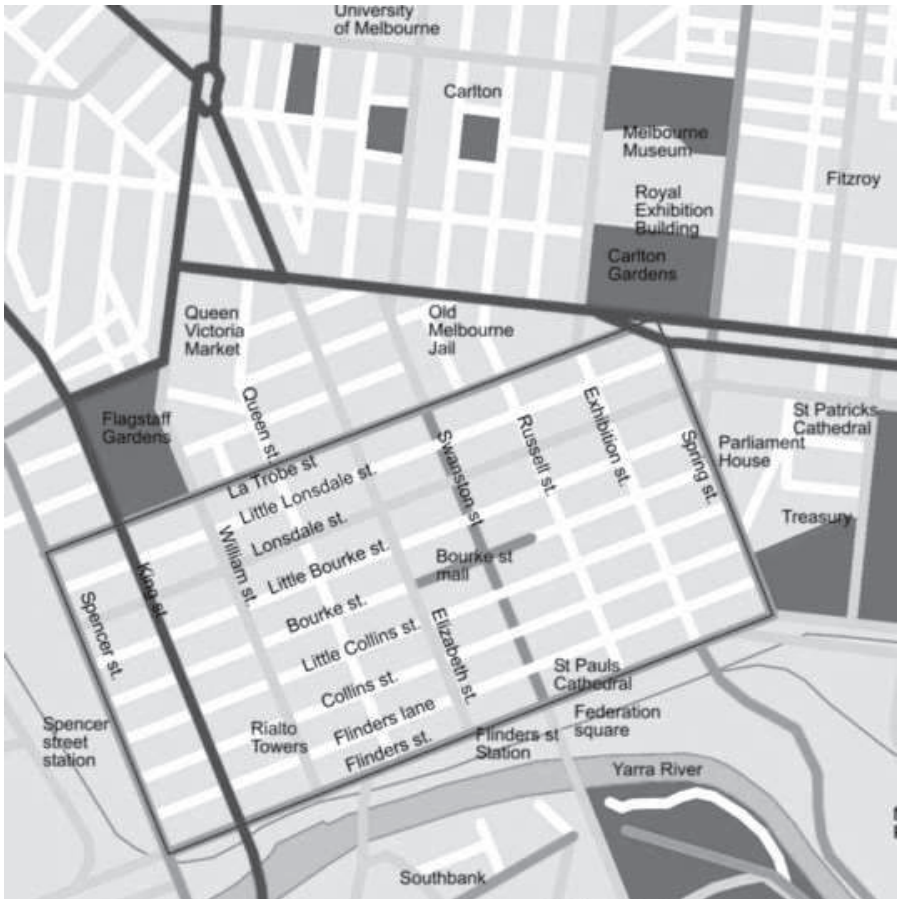 University
of Melbourne
Carlton
Melbourne
Museum
Fitzroy
Royal
Exhibition
Building
Carlton
Gardens
Queen
Victoria
Market
Old
Melbourne
Jail
Flagstaff
Gardens
Queen st.
Swanston st.
Russell st.
Exhibition st.
Spring st.
St Patricks
Cathedral
Parliament
House
Treasury
La Trobe st
Little Lonsdale st.
Lonsdale st.
Little Bourke st.
Bourke st.
Little Collins st.
Collins st.
Flinders lane
Flinders st.
Bourke st
mall
Spencer st.
King st.
William st.
Elizabeth st.
St Pauls
Cathedral
Federation
square
Flinders st
Station
Spencer
street
station
Rialto
Towers
Yarra River
Southbank